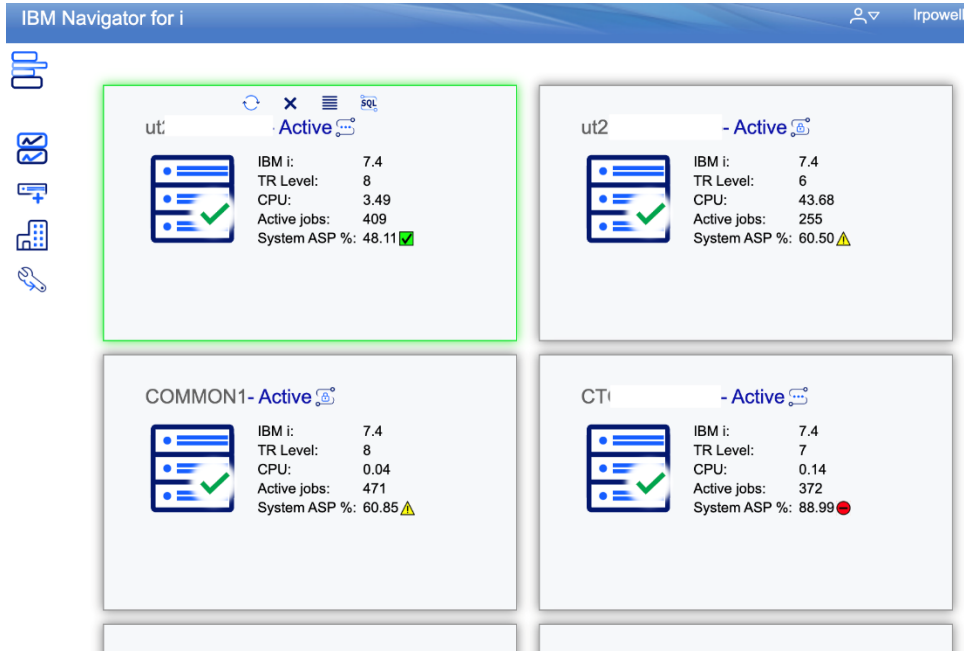 IBM Navigator for i
lrpowell
SQL
ut2 - Active
IBM i: 7.4
TR Level: 8
CPU: 3.49
Active jobs: 409
System ASP %: 48.11
ut2 - Active
IBM i: 7.4
TR Level: 6
CPU: 43.68
Active jobs: 255
System ASP %: 60.50
COMMON1- Active
IBM i: 7.4
TR Level: 8
CPU: 0.04
Active jobs: 471
System ASP %: 60.85
- Active
IBM i: 7.4
TR Level: 7
CPU: 0.14
Active jobs: 372
System ASP %: 88.99